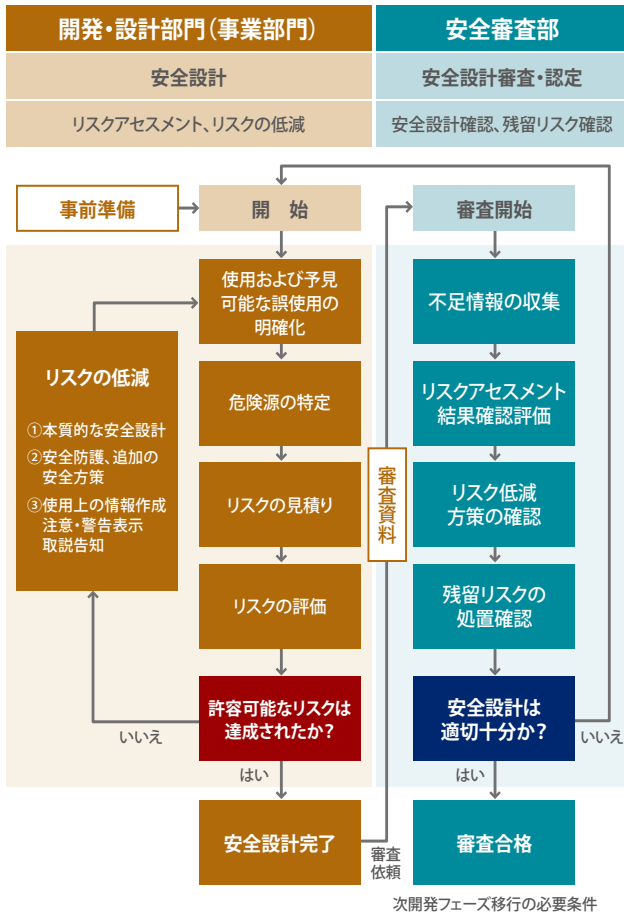 開発・設計部門（事業部門）
安全設計
リスクアセスメント、リスクの低減
安全審査部
安全設計審査・認定
安全設計確認、残留リスク確認
事前準備
開　始
使用および予見
可能な誤使用の
明確化
危険源の特定
リスクの見積り
リスクの評価
許容可能なリスクは
達成されたか？
いいえ
はい
リスクの低減
①本質的な安全設計
②安全防護、追加の
安全方策
③使用上の情報作成
注意・警告表示
取説告知
安全設計完了
審査
依頼
審査資料
審査開始
不足情報の収集
リスクアセスメント
結果確認評価
リスク低減
方策の確認
残留リスクの
処置確認
安全設計は
適切十分か？
いいえ
はい
審査合格
次開発フェーズ移行の必要条件